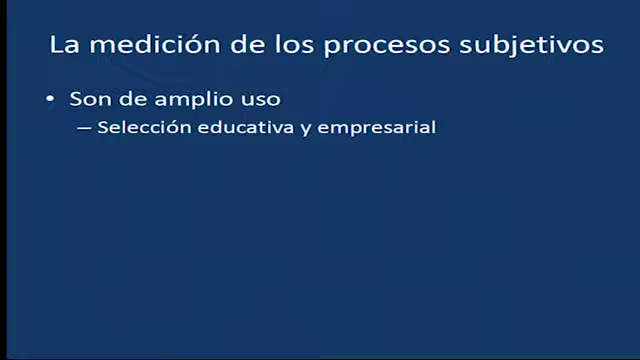 La medición de los procesos subjetivos
• Son de amplio uso
– Selección educativa y empresarial